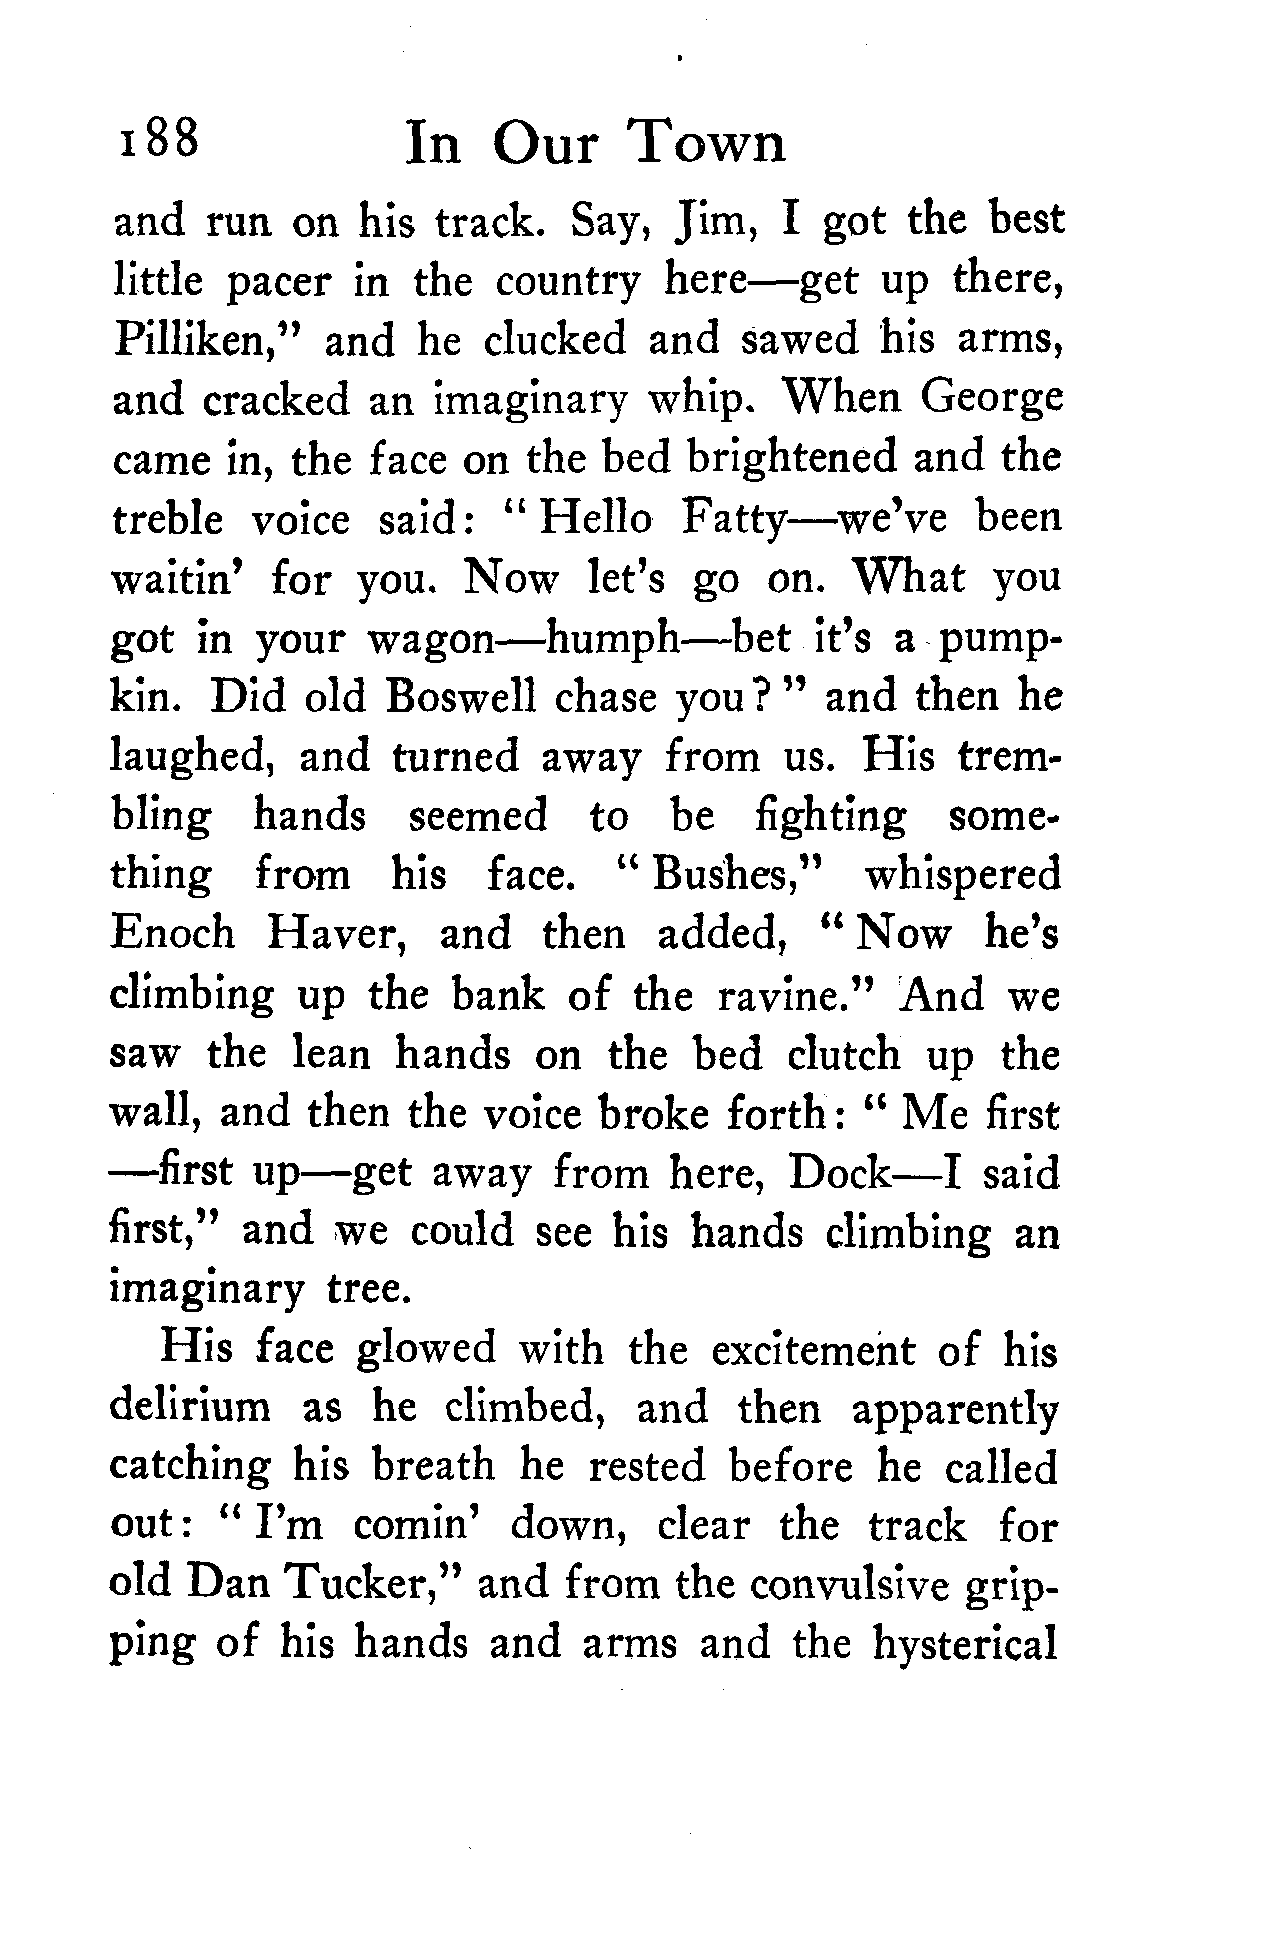 188 In Our Town
and run on his track. Say, Jim, I got the best
little pacer in the country here—get up there,
Pilliken,” and he clucked and sawed his arms,
and cracked an imaginary whip. When George
came in, the face on the bed brightened and the
treble voice said: “ Hello Fatty—we’ve been
waitin’ for you. Now let’s go on. What you
got in your wagon—humph—bet it’s a pump-
kin. Did old Boswell chase you? ” and then he
laughed, and turned away from us. His trem-
bling hands seemed to be fighting some-
thing from his face. “ Bushes,” whispered
Enoch Haver, and then added, “ Now he’s
climbing up the bank of the ravine.” And we
saw the lean hands on the bed clutch up the
wall, and then the voice broke forth: “ Me first
—first up—get away from here, Dock—I said
first,” and we could see his hands climbing an
imaginary tree.
His face glowed with the excitement of his
delirium as he climbed, and then apparently
catching his breath he rested before he called
out: “ I’m comin’ down, clear the track for
old Dan Tucker,” and from the convulsive grip-
ping of his hands and arms and the hysterical